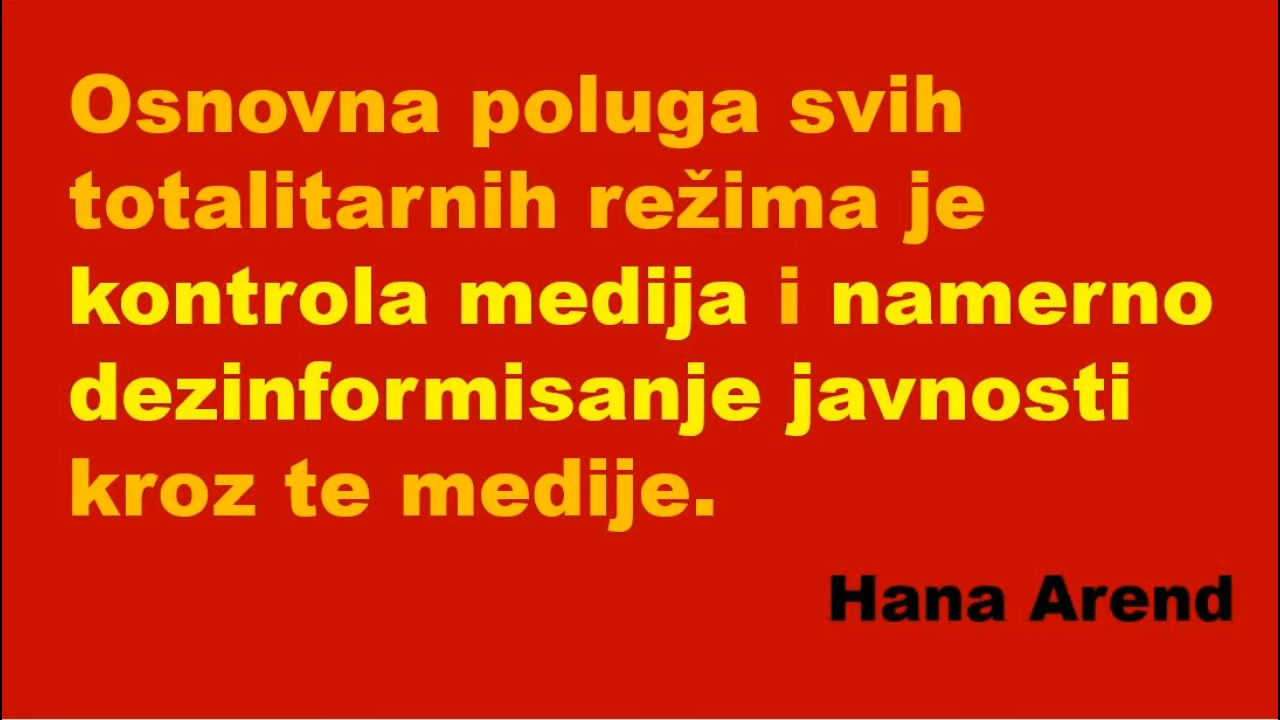 Osnovna poluga svih
totalitarnih režima je
kontrola medija i namerno
dezinformisanje javnosti
kroz te medije.
Hana Arend